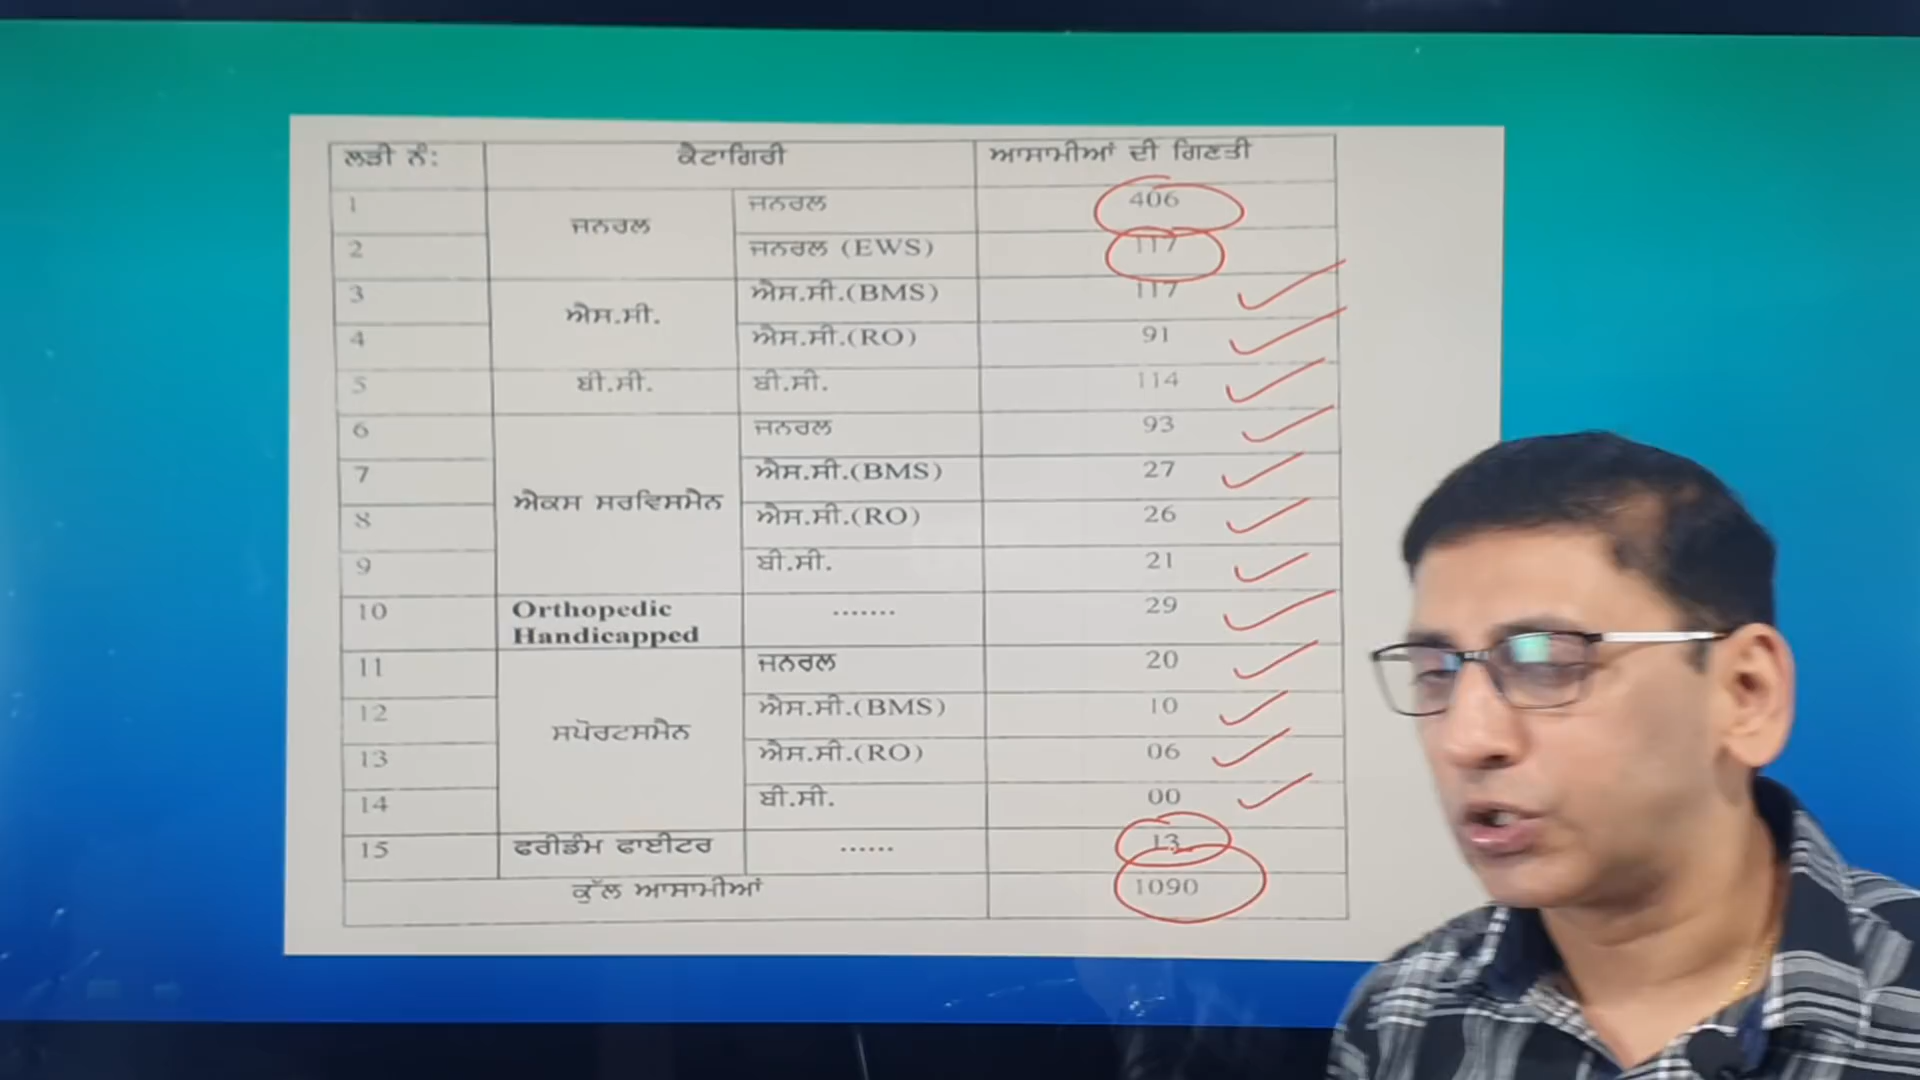 ਲੜੀ ਨੰ: ਕੈਟਾਗਿਰੀ ਆਸਾਮੀਆਂ ਦੀ ਗਿਣਤੀ
1 ਜਨਰਲ ਜਨਰਲ 406
2 ਜਨਰਲ (EWS) 117
3 ਐਸ.ਸੀ. ਐਸ.ਸੀ.(BMS) 117
4 ਐਸ.ਸੀ.(RO) 91
5 ਬੀ.ਸੀ. ਬੀ.ਸੀ. 114
6 ਐਕਸ ਸਰਵਿਸਮੈਨ ਜਨਰਲ 93
7 ਐਸ.ਸੀ.(BMS) 27
8 ਐਸ.ਸੀ.(RO) 26
9 ਬੀ.ਸੀ. 21
10 Orthopedic Handicapped ....... 29
11 ਸਪੋਰਟਸਮੈਨ ਜਨਰਲ 20
12 ਐਸ.ਸੀ.(BMS) 10
13 ਐਸ.ਸੀ.(RO) 06
14 ਬੀ.ਸੀ. 00
15 ਫਰੀਡੰਮ ਫਾਈਟਰ ...... 13
ਕੁੱਲ ਆਸਾਮੀਆਂ 1090